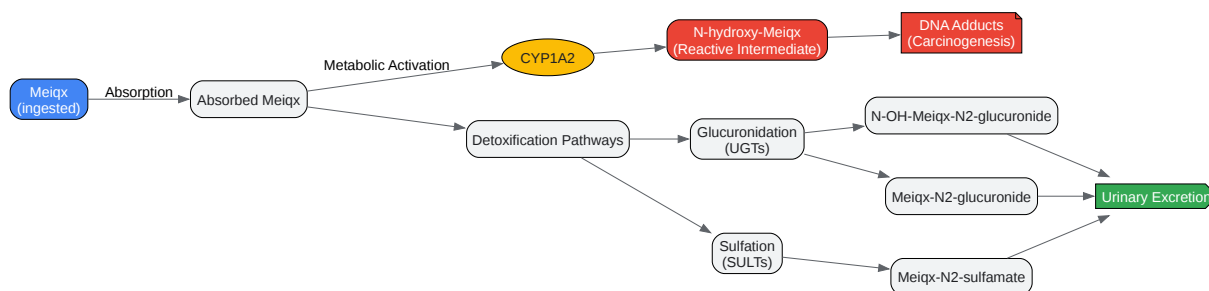 Meiqx
(ingested)
Absorption
Absorbed Meiqx
Metabolic Activation
CYP1A2
N-hydroxy-Meiqx
(Reactive Intermediate)
DNA Adducts
(Carcinogenesis)
Detoxification Pathways
Glucuronidation
(UGTs)
N-OH-Meiqx-N2-glucuronide
Meiqx-N2-glucuronide
Sulfation
(SULTs)
Meiqx-N2-sulfamate
Urinary Excretion